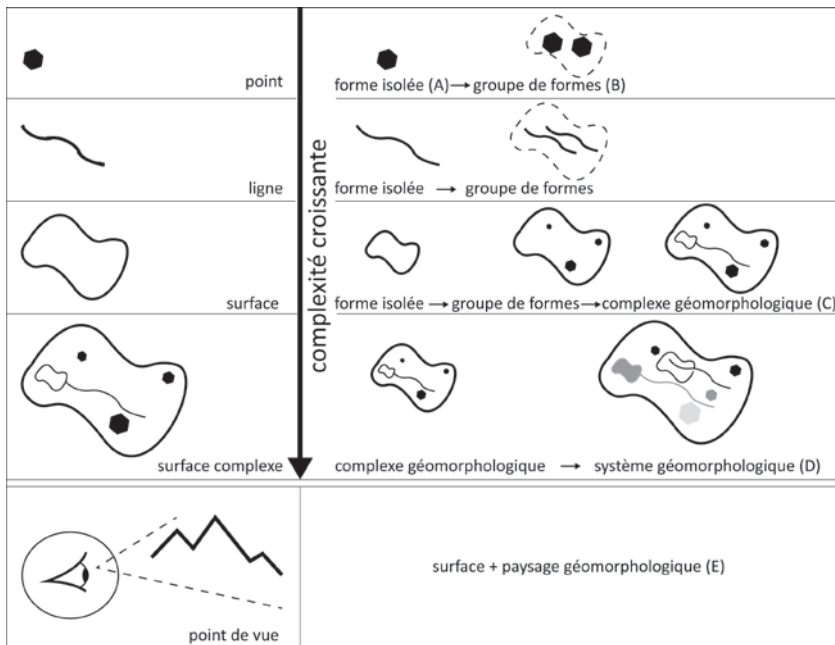 point
forme isolée (A) → groupe de formes (B)
ligne
forme isolée → groupe de formes
complexité croissante
surface
forme isolée → groupe de formes → complexe géomorphologique (C)
surface complexe
complexe géomorphologique → système géomorphologique (D)
point de vue
surface + paysage géomorphologique (E)